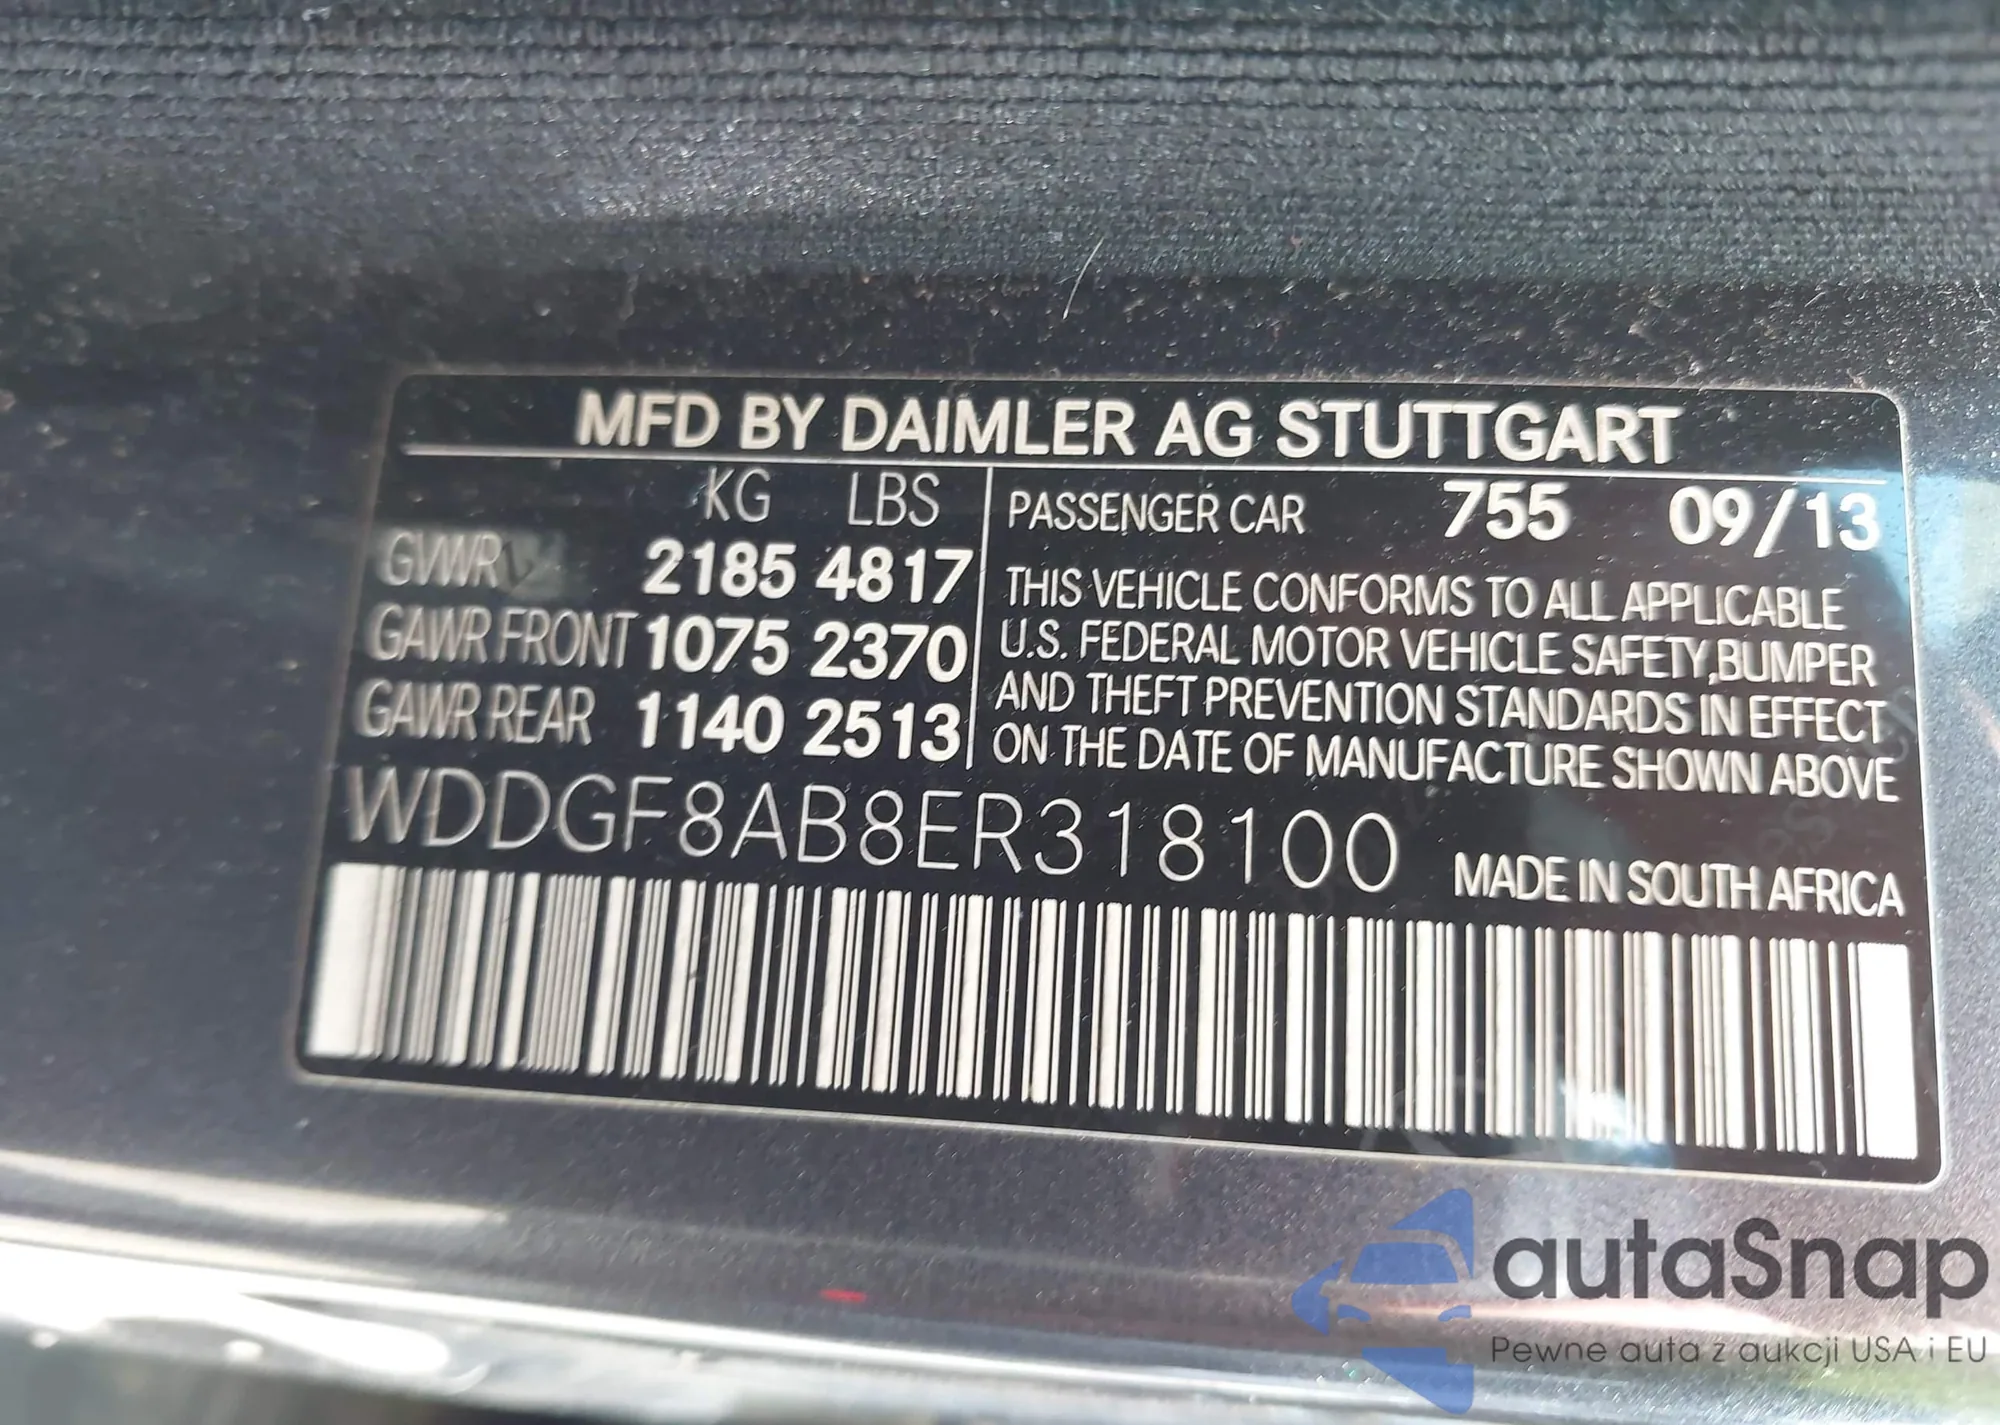 MFD BY DAIMLER AG STUTTGART
KG LBS
GVWR 2185 4817
GAWR FRONT 1075 2370
GAWR REAR 1140 2513
PASSENGER CAR 755 09/13
THIS VEHICLE CONFORMS TO ALL APPLICABLE
U.S. FEDERAL MOTOR VEHICLE SAFETY,BUMPER
AND THEFT PREVENTION STANDARDS IN EFFECT
ON THE DATE OF MANUFACTURE SHOWN ABOVE
WDDGF8AB8ER318100
MADE IN SOUTH AFRICA
autaSnap
Pewne auta z aukcji USA i EU